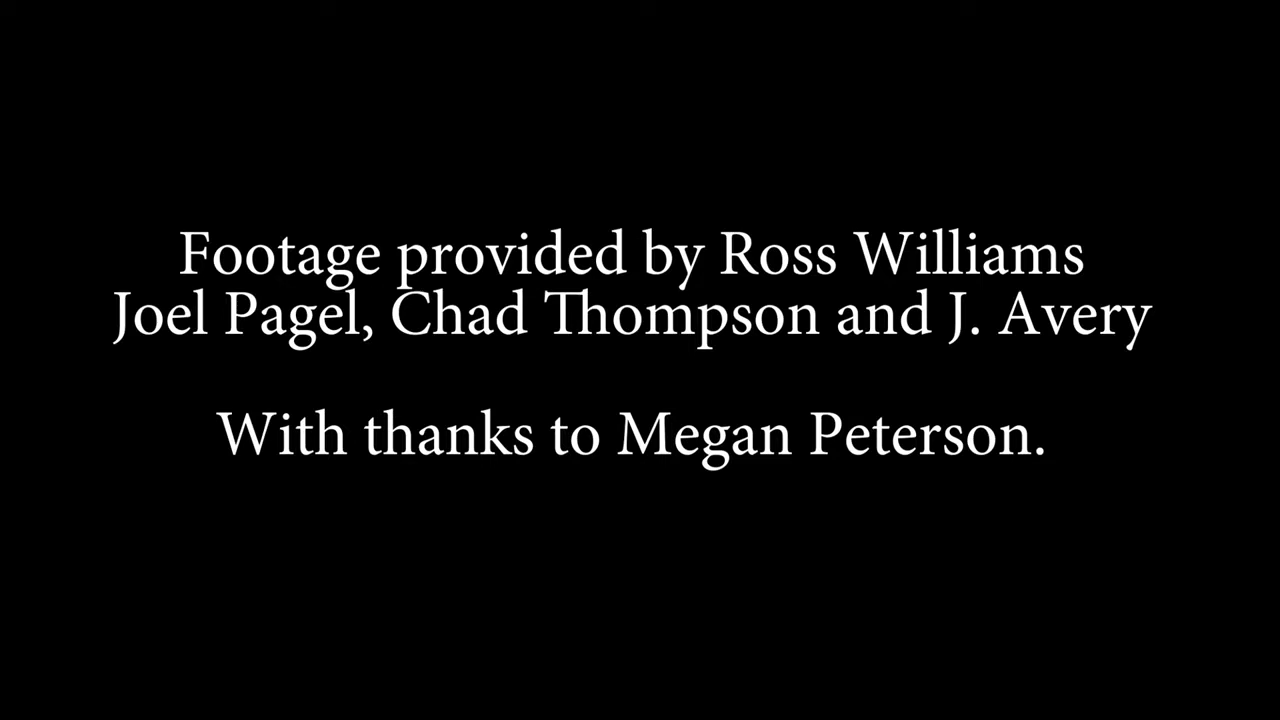 Footage provided by Ross Williams
Joel Pagel, Chad Thompson and J. Avery
With thanks to Megan Peterson.